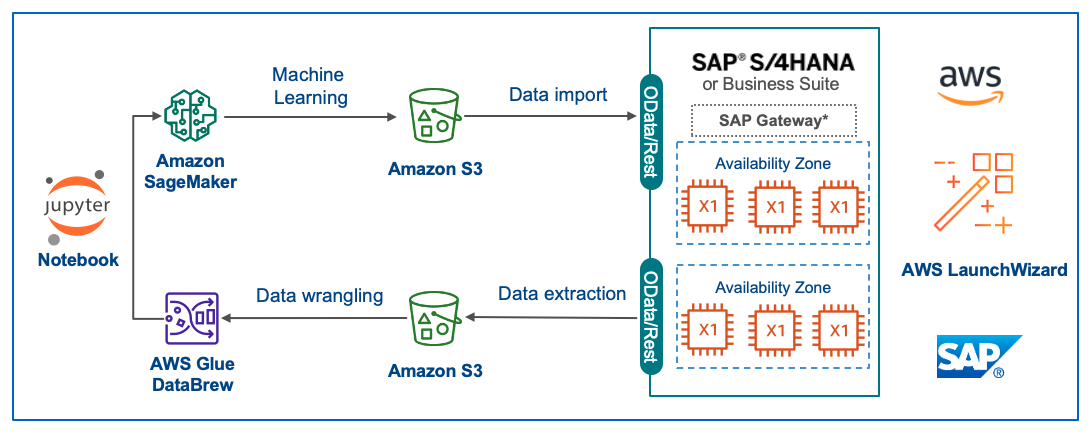 Machine
Learning
Amazon
SageMaker
Amazon S3
Data import
OData/Rest
SAP® S/4HANA
or Business Suite
SAP Gateway*
Availability Zone
X1
X1
X1
aws
jupyter
Notebook
AWS LaunchWizard
Data wrangling
AWS Glue
DataBrew
Amazon S3
Data extraction
OData/Rest
Availability Zone
X1
X1
X1
SAP®